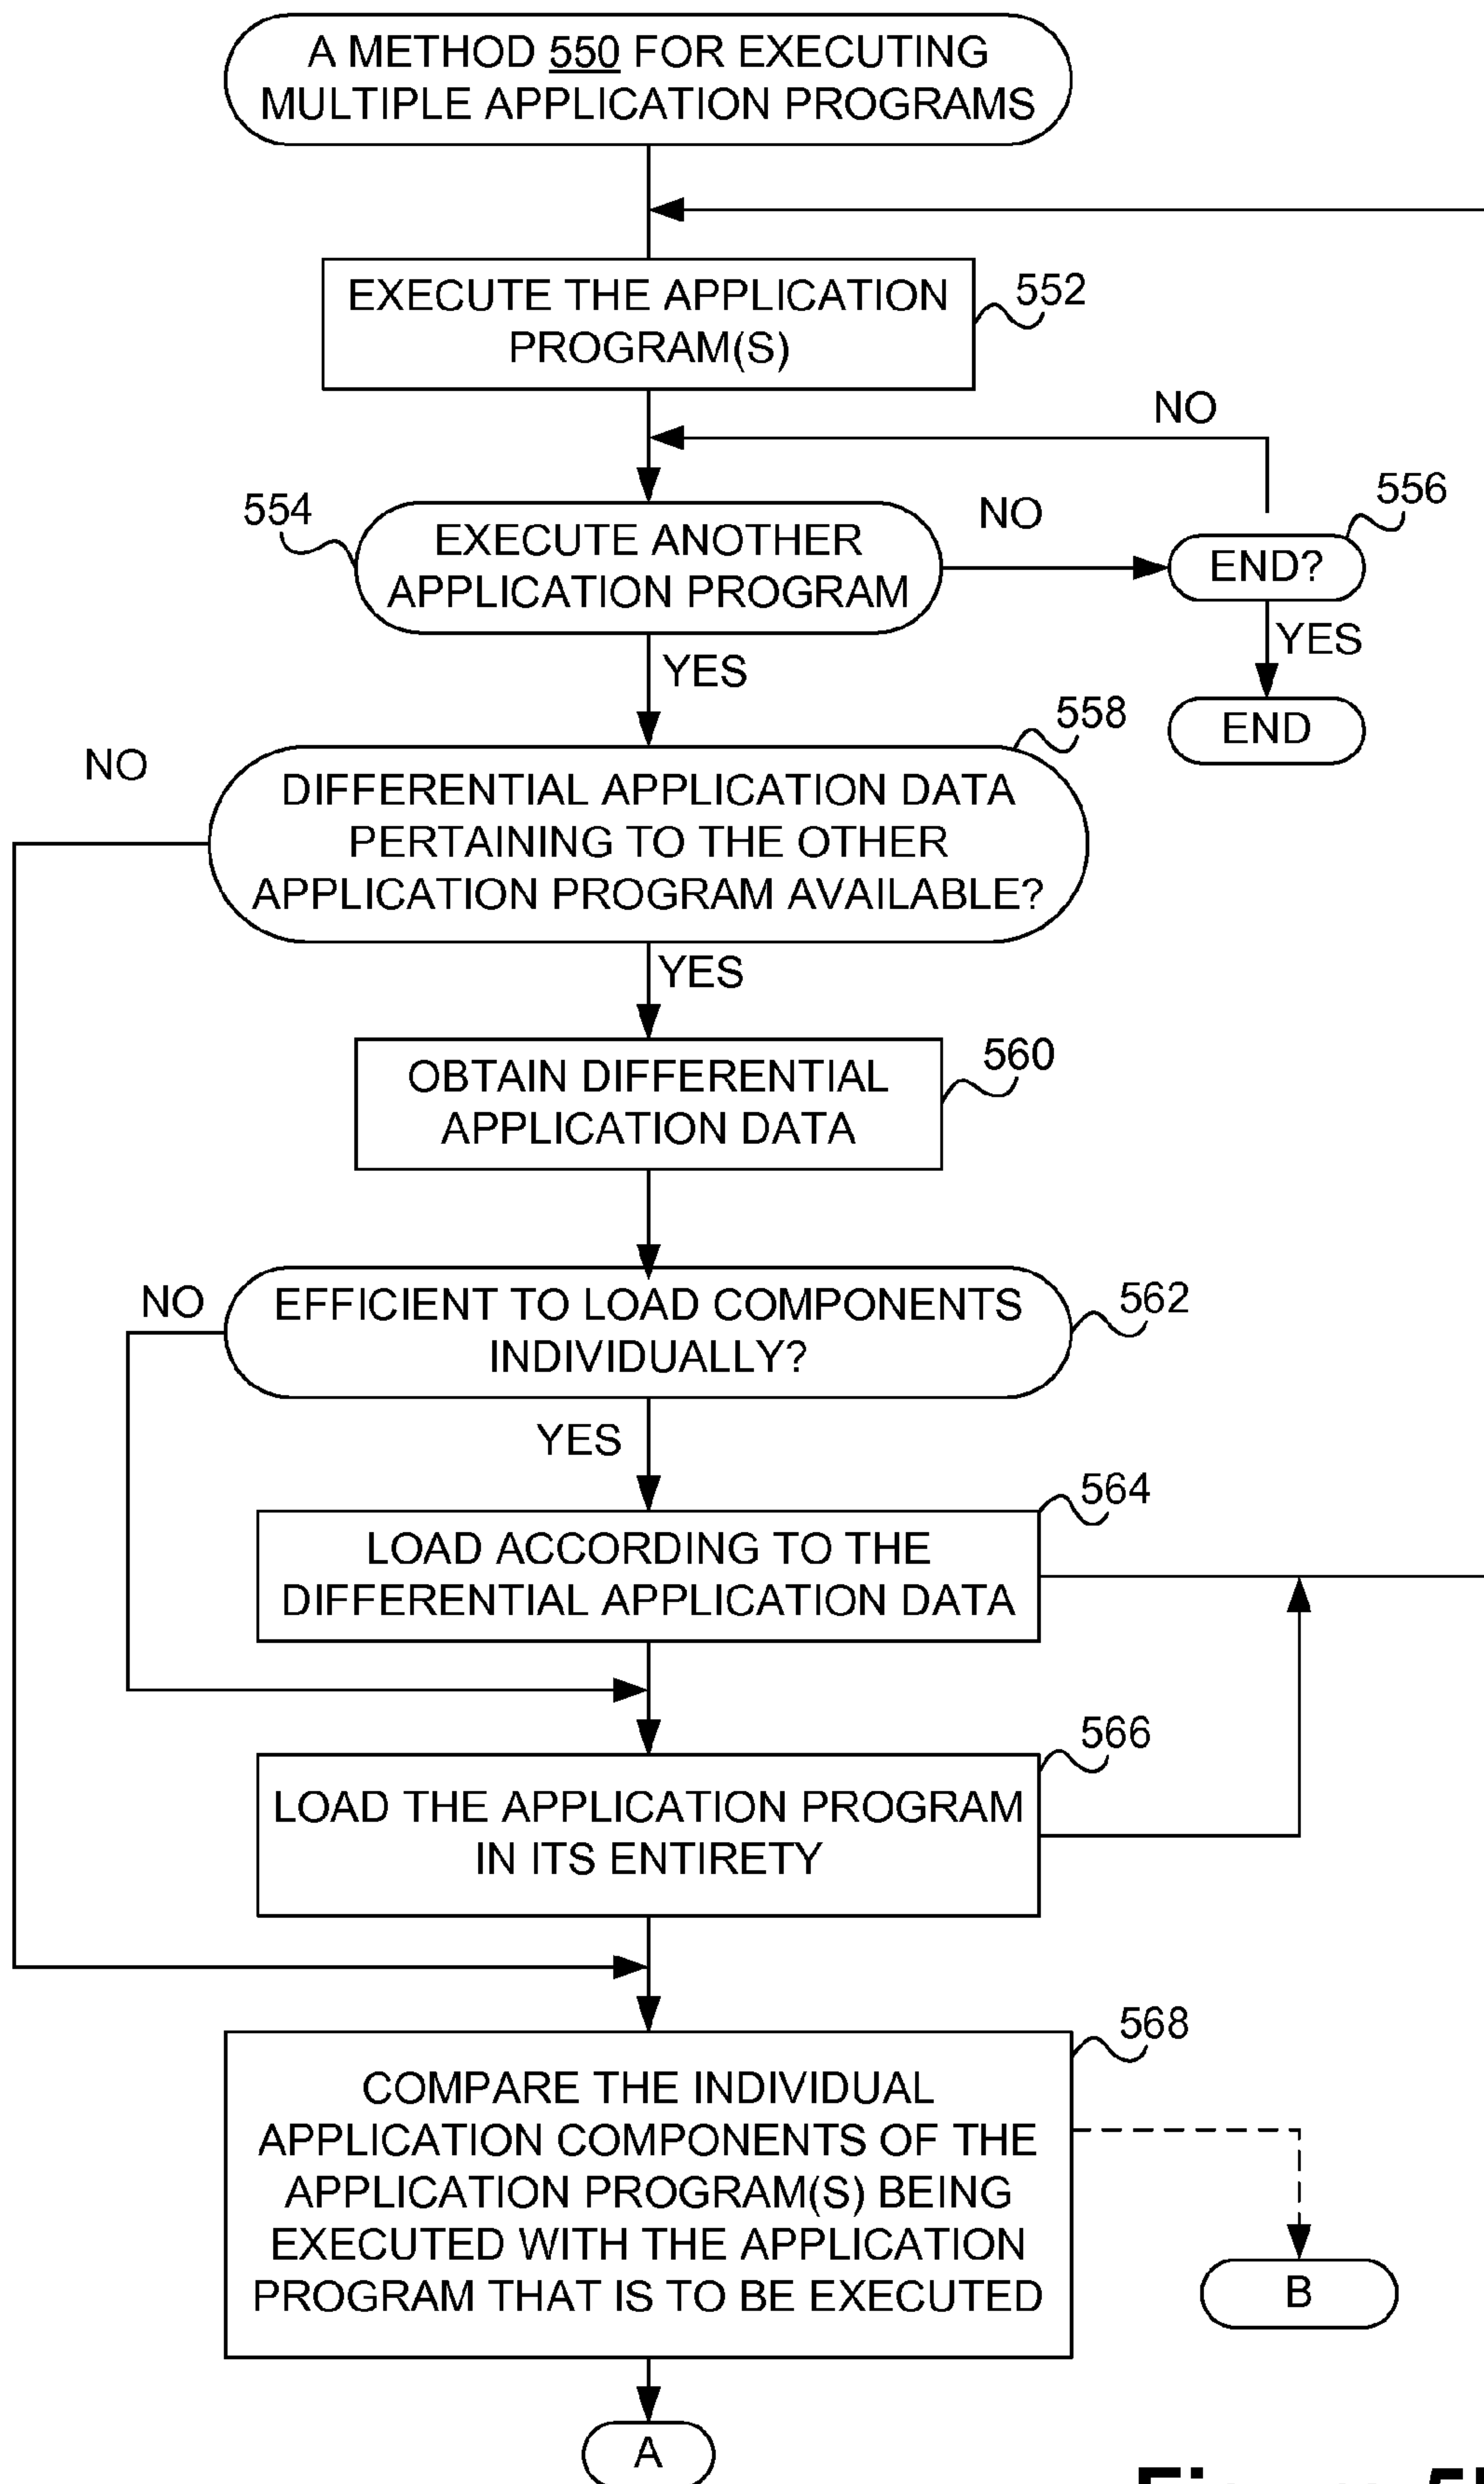 A METHOD 550 FOR EXECUTING
MULTIPLE APPLICATION PROGRAMS
EXECUTE THE APPLICATION
PROGRAM(S)
552
NO
554
EXECUTE ANOTHER
APPLICATION PROGRAM
NO
556
END?
YES
YES
END
558
NO
DIFFERENTIAL APPLICATION DATA
PERTAINING TO THE OTHER
APPLICATION PROGRAM AVAILABLE?
YES
560
OBTAIN DIFFERENTIAL
APPLICATION DATA
NO
EFFICIENT TO LOAD COMPONENTS
INDIVIDUALLY?
562
YES
564
LOAD ACCORDING TO THE
DIFFERENTIAL APPLICATION DATA
566
LOAD THE APPLICATION PROGRAM
IN ITS ENTIRETY
568
COMPARE THE INDIVIDUAL
APPLICATION COMPONENTS OF THE
APPLICATION PROGRAM(S) BEING
EXECUTED WITH THE APPLICATION
PROGRAM THAT IS TO BE EXECUTED
B
A